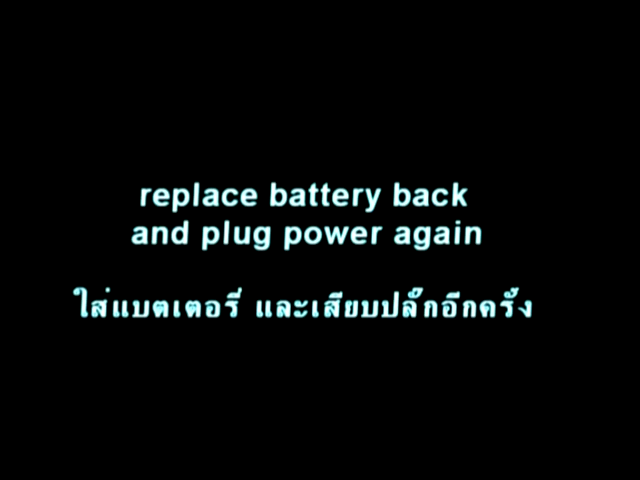 replace battery back
and plug power again
ใส่แบตเตอรี่ และเสียบปลั๊กอีกครั้ง